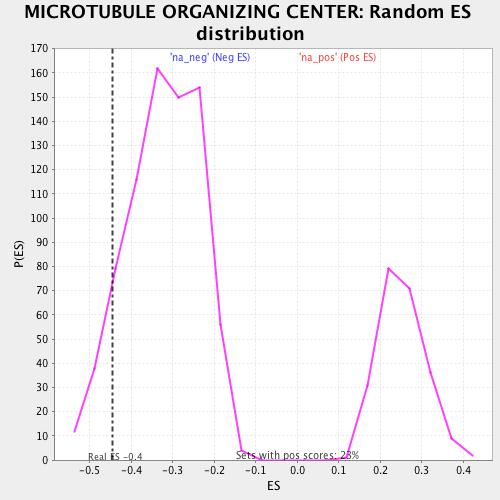 MICROTUBULE ORGANIZING CENTER: Random ES
distribution
'na_neg' (Neg ES)
'na_pos' (Pos ES)
170
160
150
140
130
120
110
100
90
80
70
60
50
40
30
20
10
0
P(ES)
Real ES -0.4
Sets with pos scores: 23%
-0.5 -0.4 -0.3 -0.2 -0.1 0.0 0.1 0.2 0.3 0.4
ES